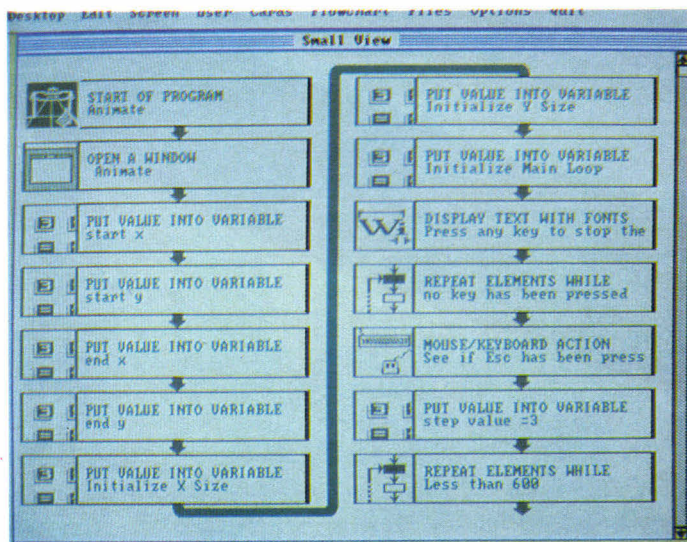 Desktop Edit Screen User Cards Flowchart Files Options Quit
Small View
START OF PROGRAM
Animate
OPEN A WINDOW
Animate
PUT VALUE INTO VARIABLE
start x
PUT VALUE INTO VARIABLE
start y
PUT VALUE INTO VARIABLE
end x
PUT VALUE INTO VARIABLE
end y
PUT VALUE INTO VARIABLE
Initialize X Size
PUT VALUE INTO VARIABLE
Initialize Y Size
PUT VALUE INTO VARIABLE
Initialize Main Loop
Wi
DISPLAY TEXT WITH FONTS
Press any key to stop the
REPEAT ELEMENTS WHILE
no key has been pressed
MOUSE/KEYBOARD ACTION
See if Esc has been press
PUT VALUE INTO VARIABLE
step value =3
REPEAT ELEMENTS WHILE
Less than 600